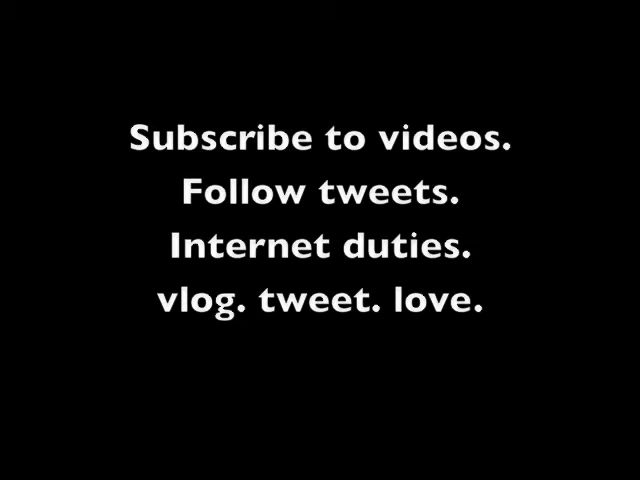 Subscribe to videos.
Follow tweets.
Internet duties.
vlog. tweet. love.